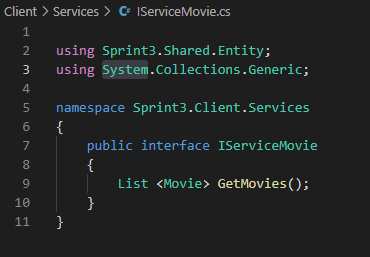 Client > Services > C# IServiceMovie.cs
1
2 using Sprint3.Shared.Entity;
3 using System.Collections.Generic;
4
5 namespace Sprint3.Client.Services
6 {
7     public interface IServiceMovie
8     {
9         List <Movie> GetMovies();
10     }
11 }